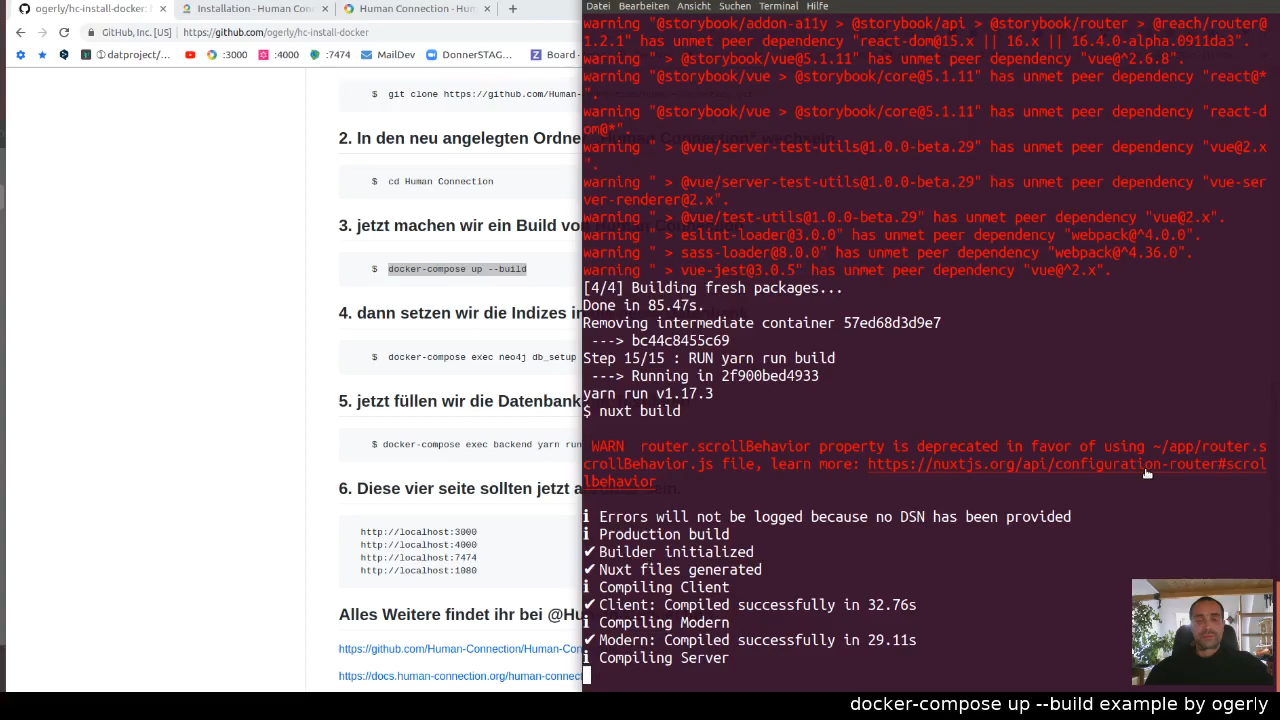 ogerly/hc-install-docker:
Installation - Human Conn
Human Connection - Hum
GitHub, Inc. [US]
https://github.com/ogerly/hc-install-docker
①datproject/...
:3000
:4000
:7474
MailDev
DonnerSTAG...
Board -
$ git clone https://github.com/Human-
2. In den neu angelegten Ordne
$ cd Human Connection
3. jetzt machen wir ein Build vo
$ docker-compose up --build
4. dann setzen wir die Indizes i
$ docker-compose exec neo4j db_setup
5. jetzt füllen wir die Datenbank
$ docker-compose exec backend yarn run
6. Diese vier seite sollten jetzt a
http://localhost:3000
http://localhost:4000
http://localhost:7474
http://localhost:1080
Alles Weitere findet ihr bei @Hu
https://github.com/Human-Connection/Human-Con
https://docs.human-connection.org/human-connect
Datei Bearbeiten Ansicht Suchen Terminal Hilfe
warning "@storybook/addon-a11y > @storybook/api > @storybook/router > @reach/router@
1.2.1" has unmet peer dependency "react-dom@15.x || 16.x || 16.4.0-alpha.0911da3".
warning " > @storybook/vue@5.1.11" has unmet peer dependency "vue@^2.6.8".
warning "@storybook/vue > @storybook/core@5.1.11" has unmet peer dependency "react@*
".
warning "@storybook/vue > @storybook/core@5.1.11" has unmet peer dependency "react-d
om@*".
warning " > @vue/server-test-utils@1.0.0-beta.29" has unmet peer dependency "vue@2.x
".
warning " > @vue/server-test-utils@1.0.0-beta.29" has unmet peer dependency "vue-ser
ver-renderer@2.x".
warning " > @vue/test-utils@1.0.0-beta.29" has unmet peer dependency "vue@2.x".
warning " > eslint-loader@3.0.0" has unmet peer dependency "webpack@^4.0.0".
warning " > sass-loader@8.0.0" has unmet peer dependency "webpack@^4.36.0".
warning " > vue-jest@3.0.5" has unmet peer dependency "vue@^2.x".
[4/4] Building fresh packages...
Done in 85.47s.
Removing intermediate container 57ed68d3d9e7
---> bc44c8455c69
Step 15/15 : RUN yarn run build
---> Running in 2f900bed4933
yarn run v1.17.3
$ nuxt build
WARN router.scrollBehavior property is deprecated in favor of using ~/app/router.s
crollBehavior.js file, learn more: https://nuxtjs.org/api/configuration-router#scrol
lbehavior
ℹ Errors will not be logged because no DSN has been provided
ℹ Production build
✔ Builder initialized
✔ Nuxt files generated
ℹ Compiling Client
✔ Client: Compiled successfully in 32.76s
ℹ Compiling Modern
✔ Modern: Compiled successfully in 29.11s
ℹ Compiling Server
docker-compose up --build example by ogerly